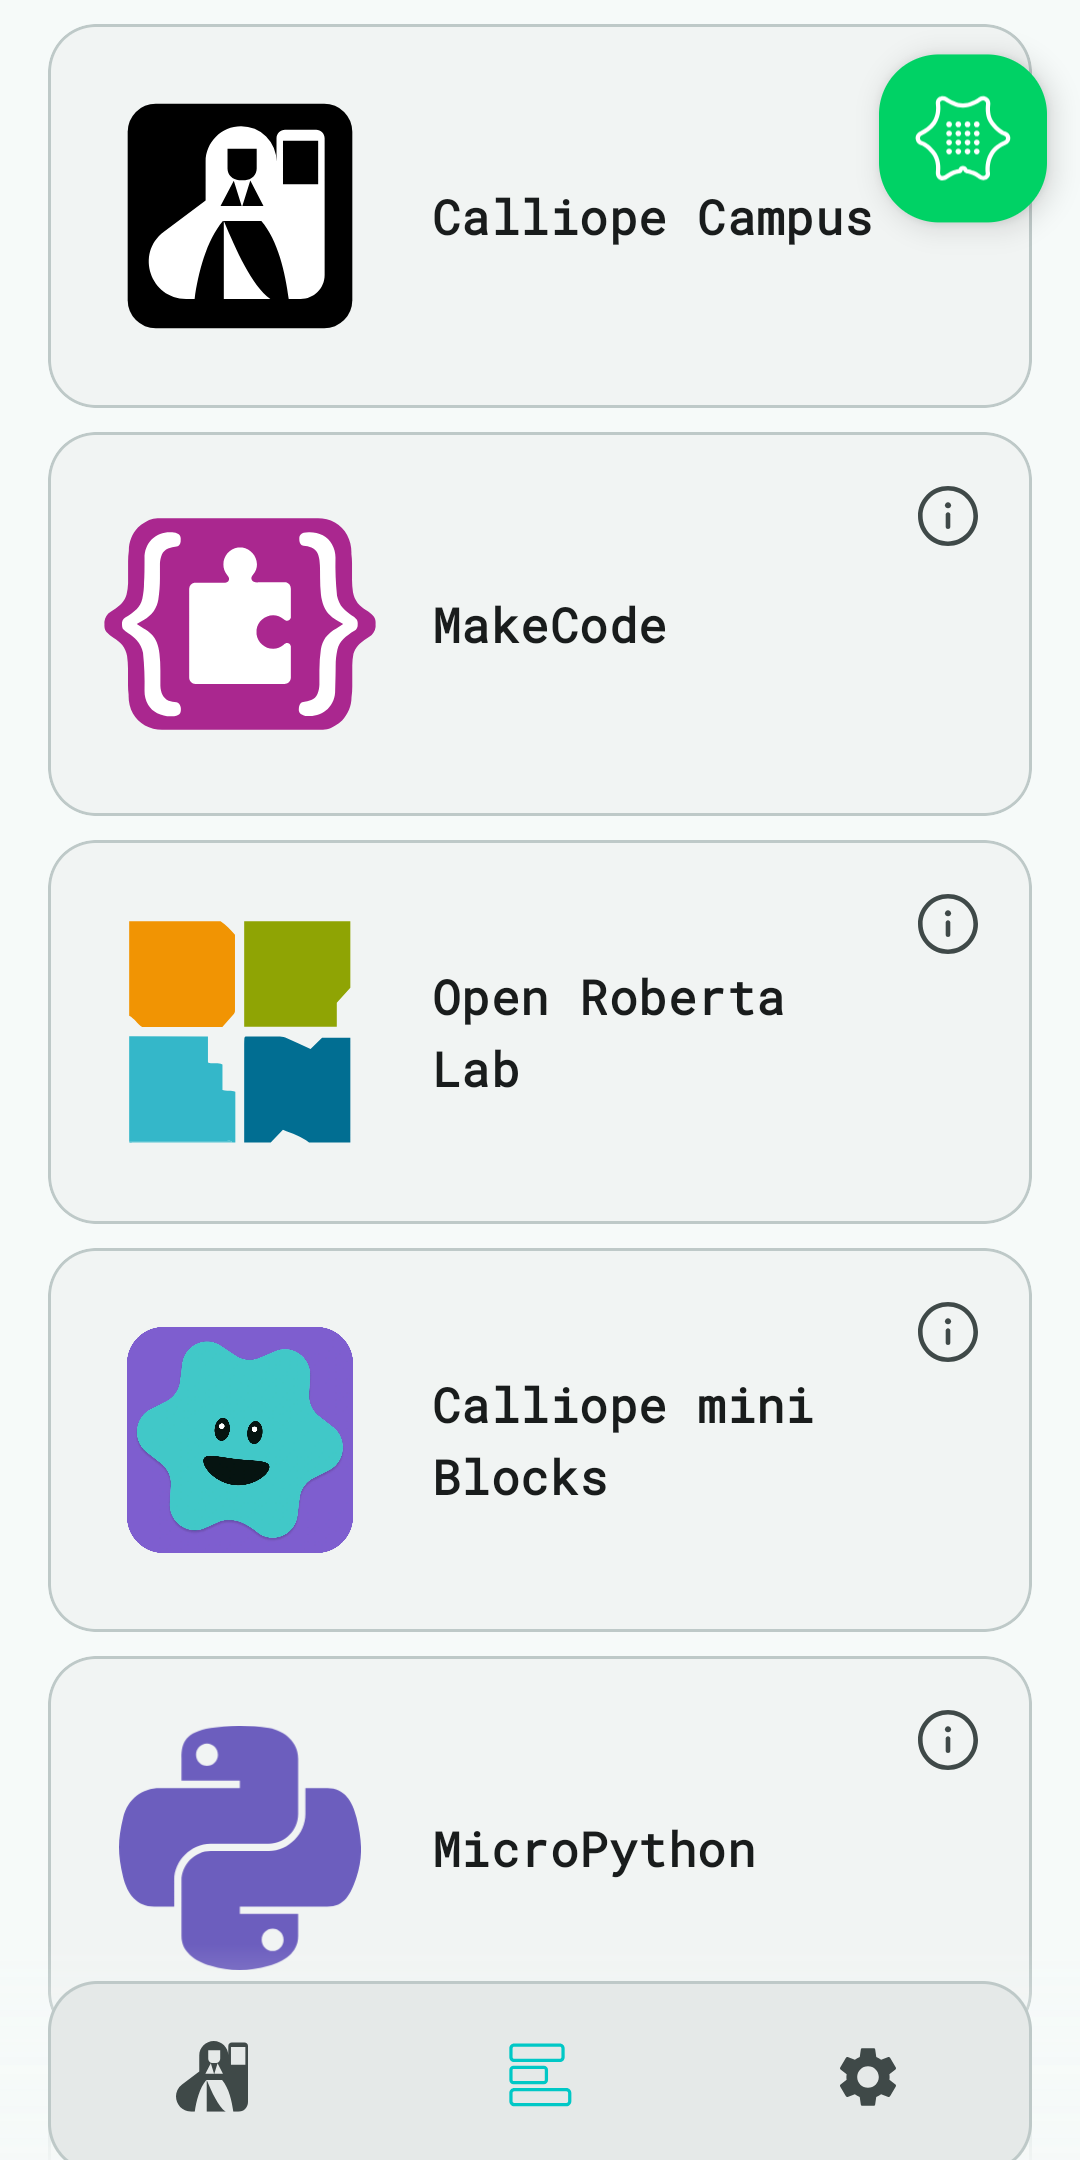 Calliope Campus
MakeCode
Open Roberta
Lab
Calliope mini
Blocks
MicroPython